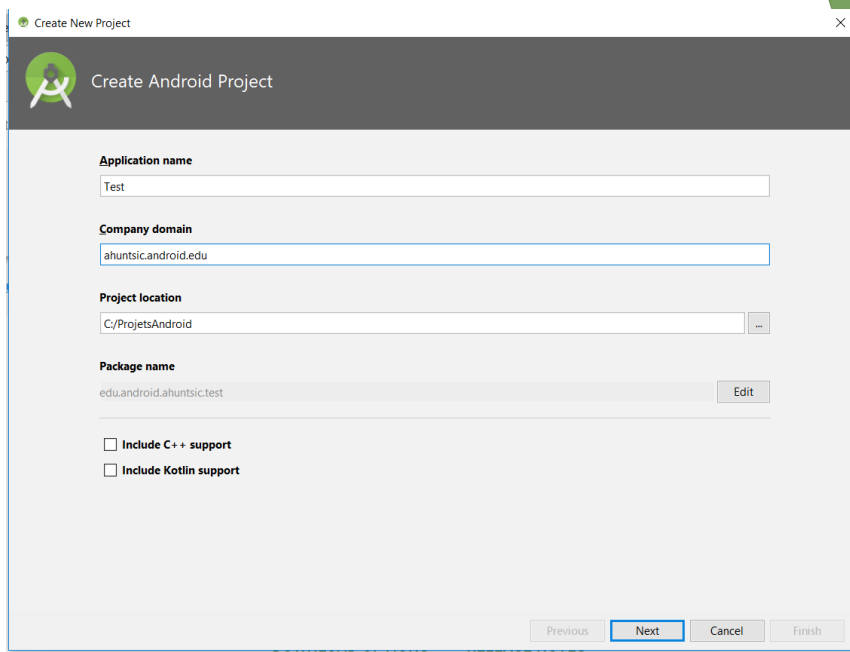 Create New Project
Create Android Project
Application name
Test
Company domain
ahuntsic.android.edu
Project location
C:/ProjetsAndroid
...
Package name
edu.android.ahuntsic.test
Edit
Include C++ support
Include Kotlin support
Previous
Next
Cancel
Finish